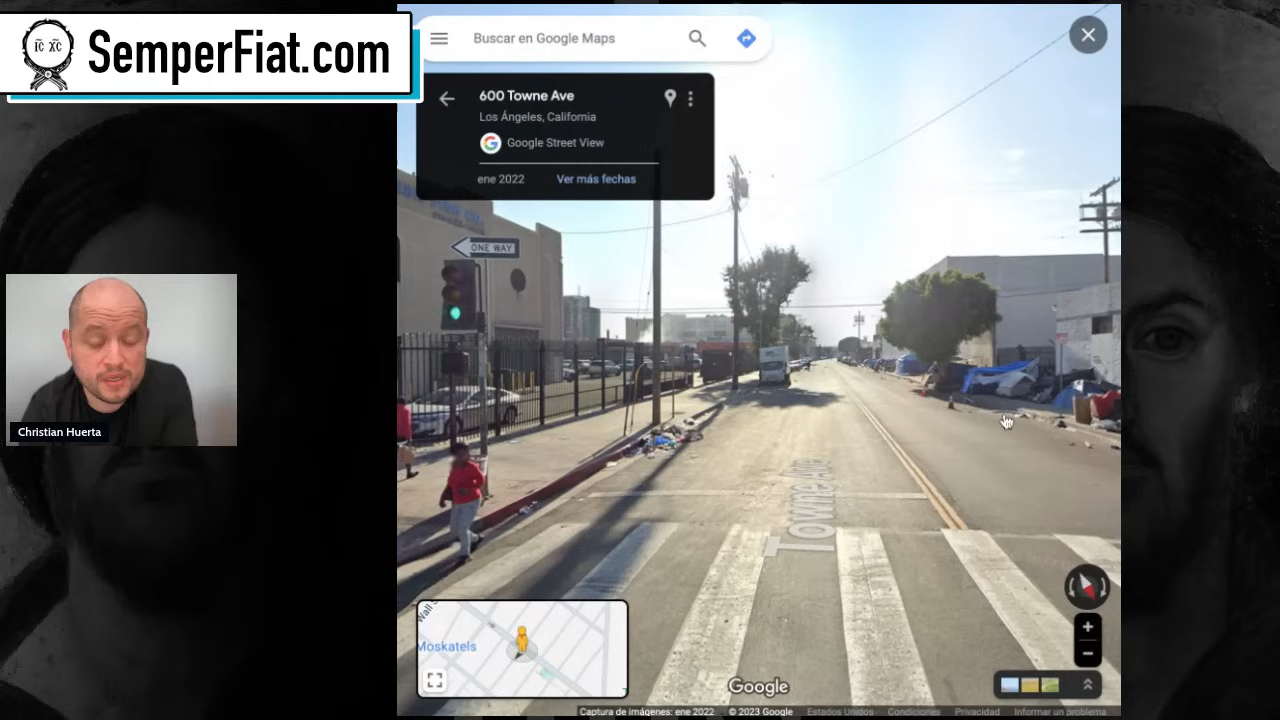 IC XC
SemperFiat.com
Buscar en Google Maps
600 Towne Ave
Los Ángeles, California
Google Street View
ene 2022
Ver más fechas
ONE WAY
Christian Huerta
Towne Ave
Wall
Moskatels
Google
Captura de imágenes: ene 2022 © 2023 Google Estados Unidos Condiciones Privacidad Informar un problema